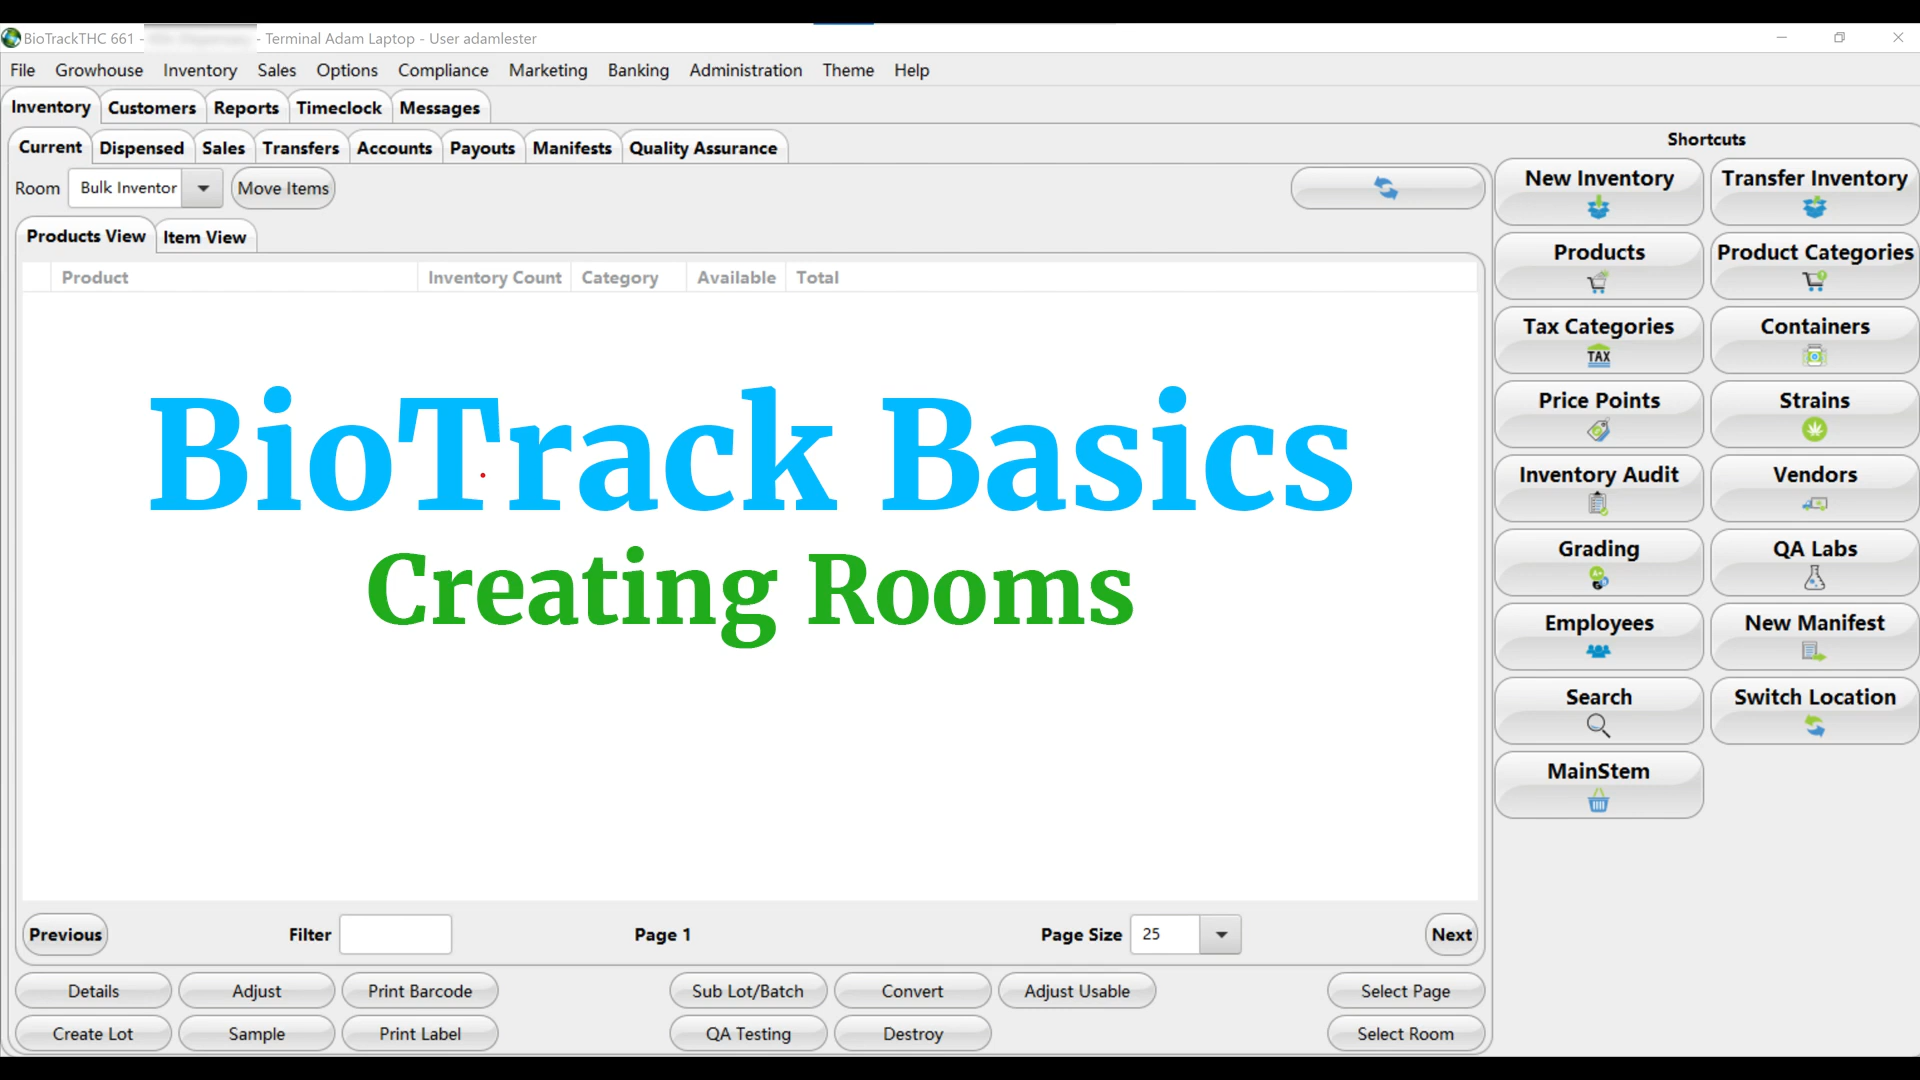 BioTrackTHC 661 - - Terminal Adam Laptop - User adamlester
File Growhouse Inventory Sales Options Compliance Marketing Banking Administration Theme Help
Inventory Customers Reports Timeclock Messages
Current Dispensed Sales Transfers Accounts Payouts Manifests Quality Assurance
Room Bulk Inventor Move Items
Products View Item View
Product Inventory Count Category Available Total
BioTrack Basics
Creating Rooms
Previous Filter Page 1 Page Size 25 Next
Details Adjust Print Barcode Sub Lot/Batch Convert Adjust Usable Select Page
Create Lot Sample Print Label QA Testing Destroy Select Room
Shortcuts
New Inventory Transfer Inventory
Products Product Categories
Tax Categories Containers
TAX
Price Points Strains
Inventory Audit Vendors
Grading QA Labs
Employees New Manifest
Search Switch Location
MainStem